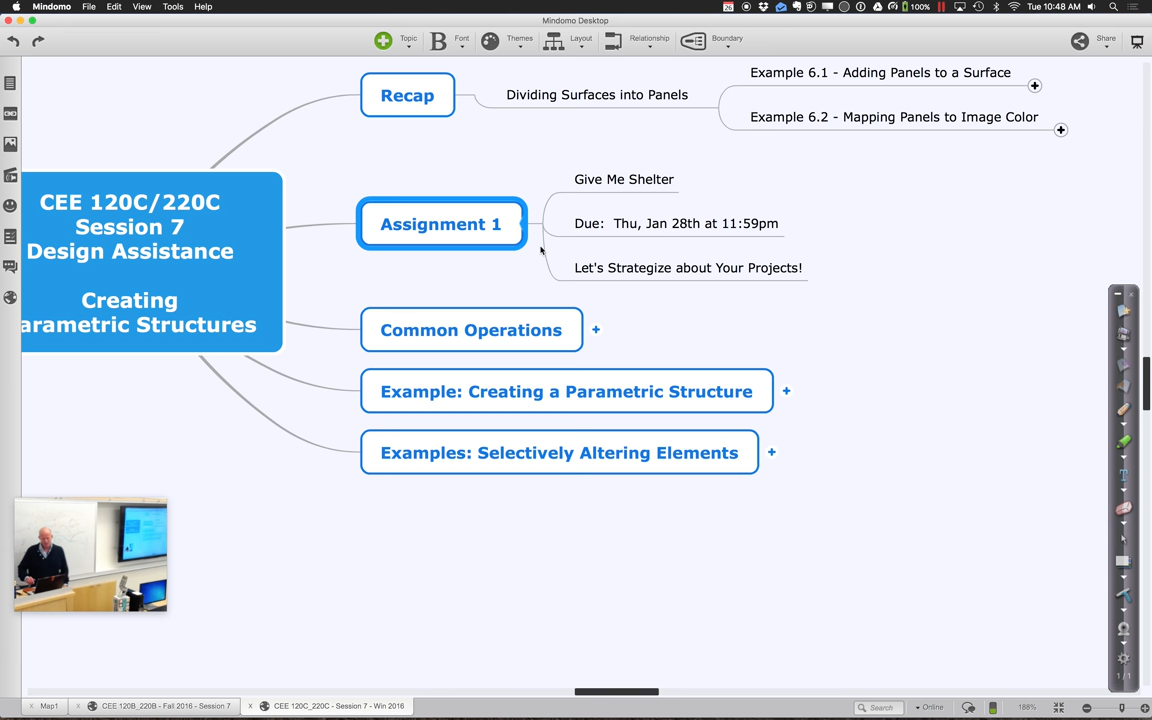 Mindomo File Edit View Tools Help
26
100%
Tue 10:48 AM
Mindomo Desktop
Topic
B Font
Themes
Layout
Relationship
Boundary
Share
Recap
Dividing Surfaces into Panels
Example 6.1 - Adding Panels to a Surface
Example 6.2 - Mapping Panels to Image Color
CEE 120C/220C
Session 7
Design Assistance
Creating
arametric Structures
Assignment 1
Give Me Shelter
Due: Thu, Jan 28th at 11:59pm
Let's Strategize about Your Projects!
Common Operations
Example: Creating a Parametric Structure
Examples: Selectively Altering Elements
1 / 1
Map1
CEE 120B_220B - Fall 2016 - Session 7
CEE 120C_220C - Session 7 - Win 2016
Search
Online
188%